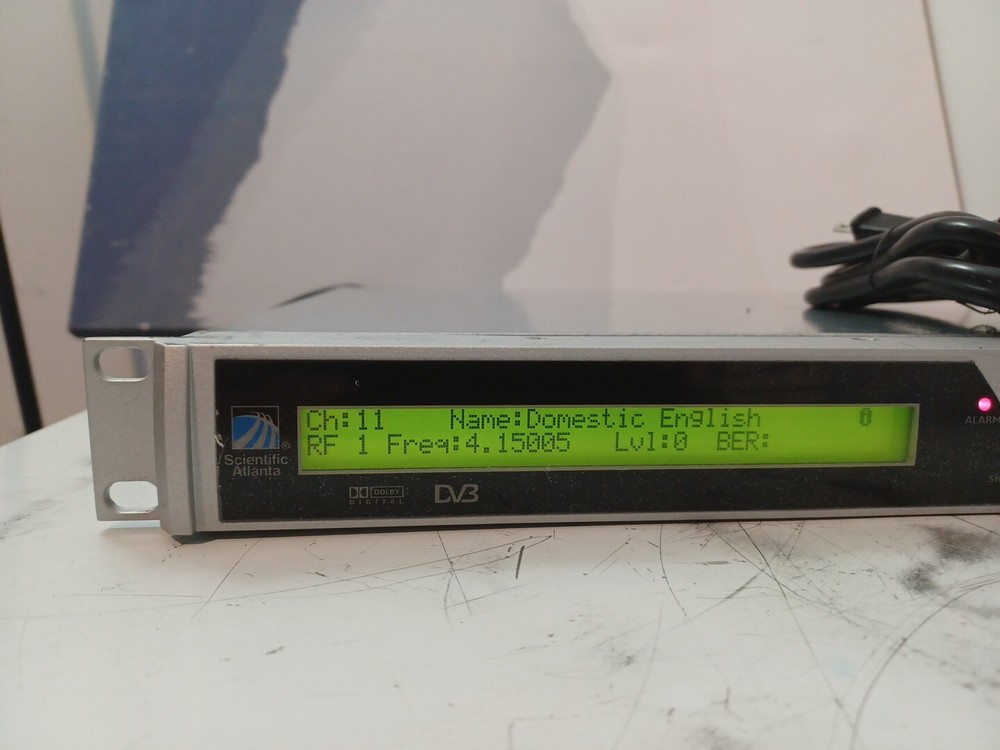 Ch:11 Name:Domestic English
RF 1 Freq:4.15005 Lvl:0 BER:
Scientific
Atlanta
DOLBY
DIGITAL
DVB
ALARM